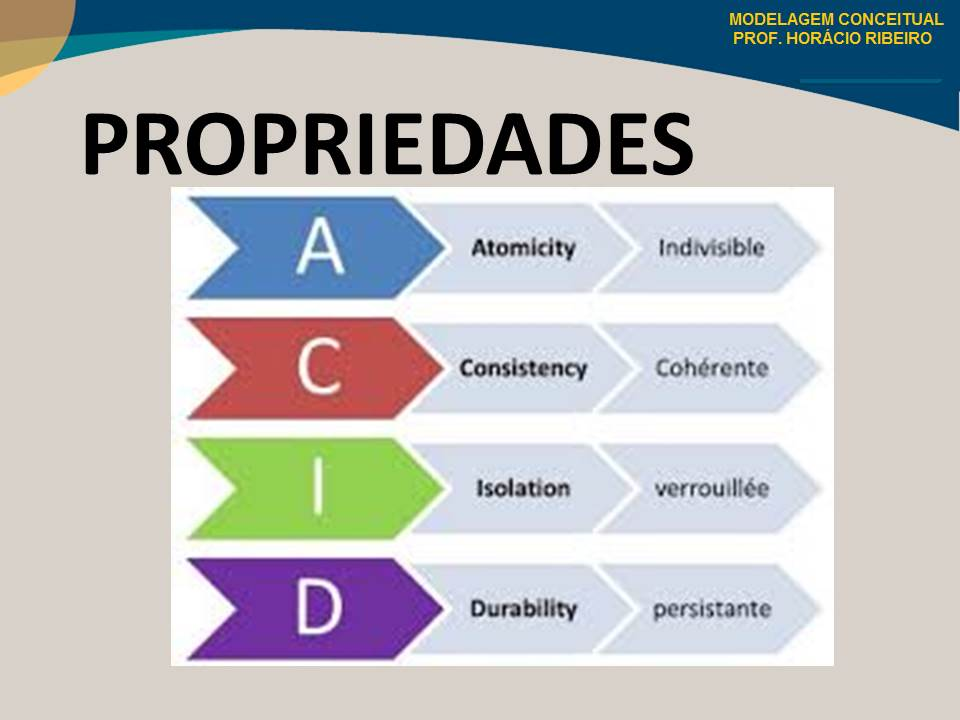 MODELAGEM CONCEITUAL
PROF. HORÁCIO RIBEIRO
PROPRIEDADES
A Atomicity Indivisible
C Consistency Cohérente
I Isolation verrouillée
D Durability persistante